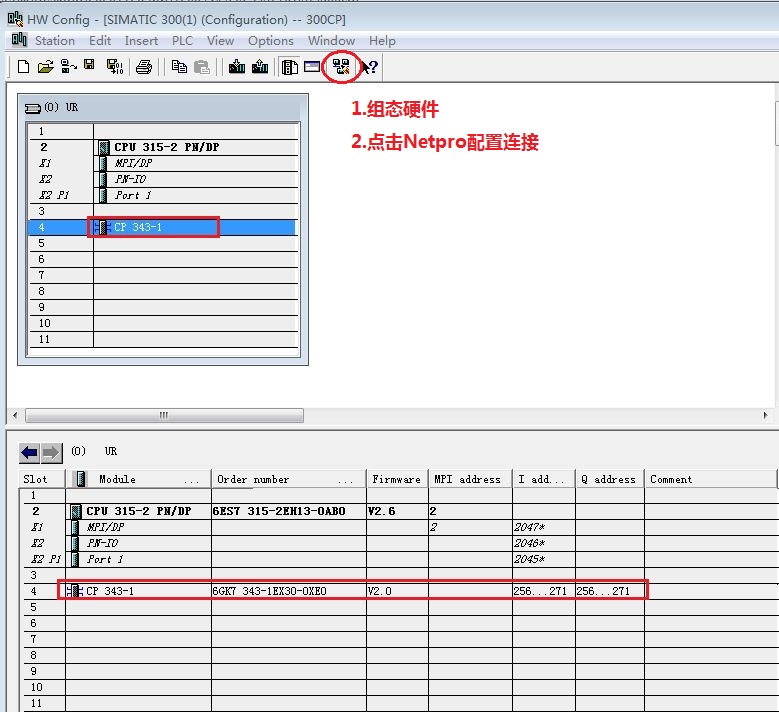 HW Config - [SIMATIC 300(1) (Configuration) -- 300CP]
Station Edit Insert PLC View Options Window Help
(0) UR
1
2 CPU 315-2 PN/DP
X1 MPI/DP
X2 PN-IO
X2 P1 Port 1
3
4 CP 343-1
5
6
7
8
9
10
11
1.组态硬件
2.点击Netpro配置连接
(0) UR
Slot Module ... Order number ... Firmware MPI address I add... Q address Comment
1
2 CPU 315-2 PN/DP 6ES7 315-2EH13-0AB0 V2.6 2
X1 MPI/DP 2 2047*
X2 PN-IO 2046*
X2 P1 Port 1 2045*
3
4 CP 343-1 6GK7 343-1EX30-0XE0 V2.0 256...271 256...271
5
6
7
8
9
10
11